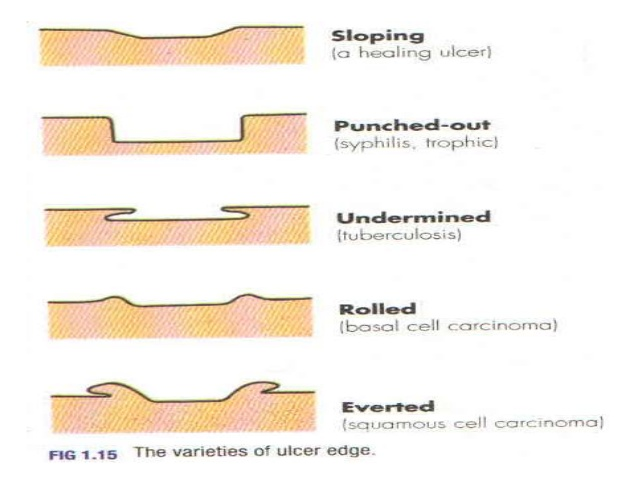 Sloping
(a healing ulcer)
Punched-out
(syphilis, trophic)
Undermined
(tuberculosis)
Rolled
(basal cell carcinoma)
Everted
(squamous cell carcinoma)
FIG 1.15 The varieties of ulcer edge.